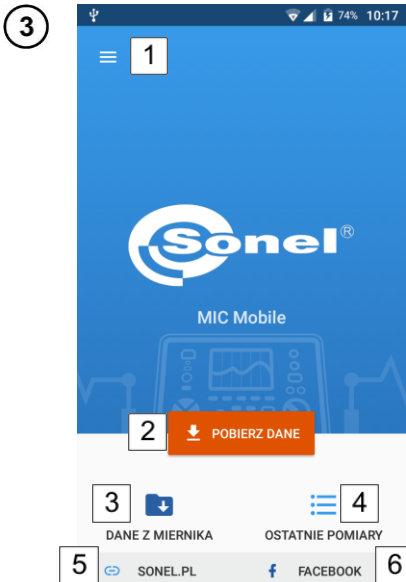 3
74% 10:17
1
Sonel®
MIC Mobile
2 POBIERZ DANE
3 4
DANE Z MIERNIKA OSTATNIE POMIARY
5 SONEL.PL FACEBOOK 6